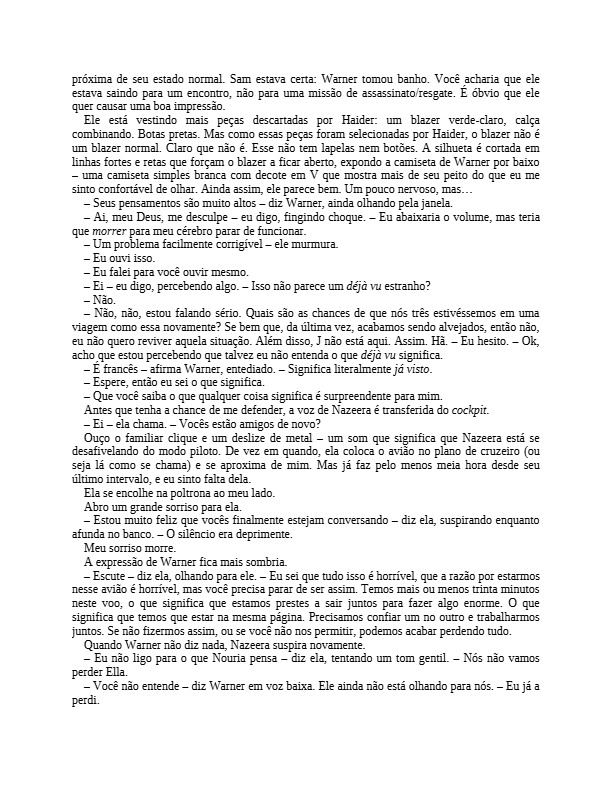 próxima de seu estado normal. Sam estava certa: Warner tomou banho. Você acharia que ele
estava saindo para um encontro, não para uma missão de assassinato/resgate. É óbvio que ele
quer causar uma boa impressão.
Ele está vestindo mais peças descartadas por Haider: um blazer verde-claro, calça
combinando. Botas pretas. Mas como essas peças foram selecionadas por Haider, o blazer não é
um blazer normal. Claro que não é. Esse não tem lapelas nem botões. A silhueta é cortada em
linhas fortes e retas que forçam o blazer a ficar aberto, expondo a camiseta de Warner por baixo
– uma camiseta simples branca com decote em V que mostra mais de seu peito do que eu me
sinto confortável de olhar. Ainda assim, ele parece bem. Um pouco nervoso, mas…
– Seus pensamentos são muito altos – diz Warner, ainda olhando pela janela.
– Ai, meu Deus, me desculpe – eu digo, fingindo choque. – Eu abaixaria o volume, mas teria
que morrer para meu cérebro parar de funcionar.
– Um problema facilmente corrigível – ele murmura.
– Eu ouvi isso.
– Eu falei para você ouvir mesmo.
– Ei – eu digo, percebendo algo. – Isso não parece um déjà vu estranho?
– Não.
– Não, não, estou falando sério. Quais são as chances de que nós três estivéssemos em uma
viagem como essa novamente? Se bem que, da última vez, acabamos sendo alvejados, então não,
eu não quero reviver aquela situação. Além disso, J não está aqui. Assim. Hã. – Eu hesito. – Ok,
acho que estou percebendo que talvez eu não entenda o que déjà vu significa.
– É francês – afirma Warner, entediado. – Significa literalmente já visto.
– Espere, então eu sei o que significa.
– Que você saiba o que qualquer coisa significa é surpreendente para mim.
Antes que tenha a chance de me defender, a voz de Nazeera é transferida do cockpit.
– Ei – ela chama. – Vocês estão amigos de novo?
Ouço o familiar clique e um deslize de metal – um som que significa que Nazeera está se
desafivelando do modo piloto. De vez em quando, ela coloca o avião no plano de cruzeiro (ou
seja lá como se chama) e se aproxima de mim. Mas já faz pelo menos meia hora desde seu
último intervalo, e eu sinto falta dela.
Ela se encolhe na poltrona ao meu lado.
Abro um grande sorriso para ela.
– Estou muito feliz que vocês finalmente estejam conversando – diz ela, suspirando enquanto
afunda no banco. – O silêncio era deprimente.
Meu sorriso morre.
A expressão de Warner fica mais sombria.
– Escute – diz ela, olhando para ele. – Eu sei que tudo isso é horrível, que a razão por estarmos
nesse avião é horrível, mas você precisa parar de ser assim. Temos mais ou menos trinta minutos
neste voo, o que significa que estamos prestes a sair juntos para fazer algo enorme. O que
significa que temos que estar na mesma página. Precisamos confiar um no outro e trabalharmos
juntos. Se não fizermos assim, ou se você não nos permitir, podemos acabar perdendo tudo.
Quando Warner não diz nada, Nazeera suspira novamente.
– Eu não ligo para o que Nouria pensa – diz ela, tentando um tom gentil. – Nós não vamos
perder Ella.
– Você não entende – diz Warner em voz baixa. Ele ainda não está olhando para nós. – Eu já a
perdi.